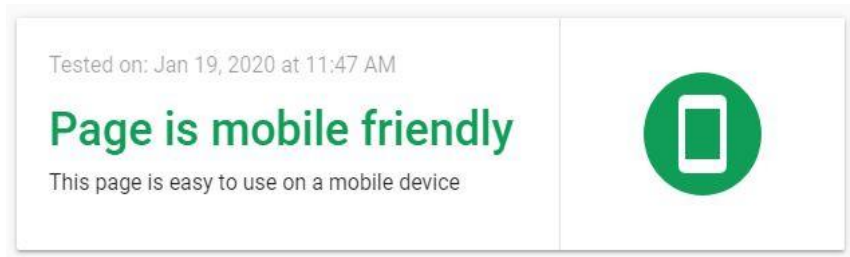 Tested on: Jan 19, 2020 at 11:47 AM
Page is mobile friendly
This page is easy to use on a mobile device